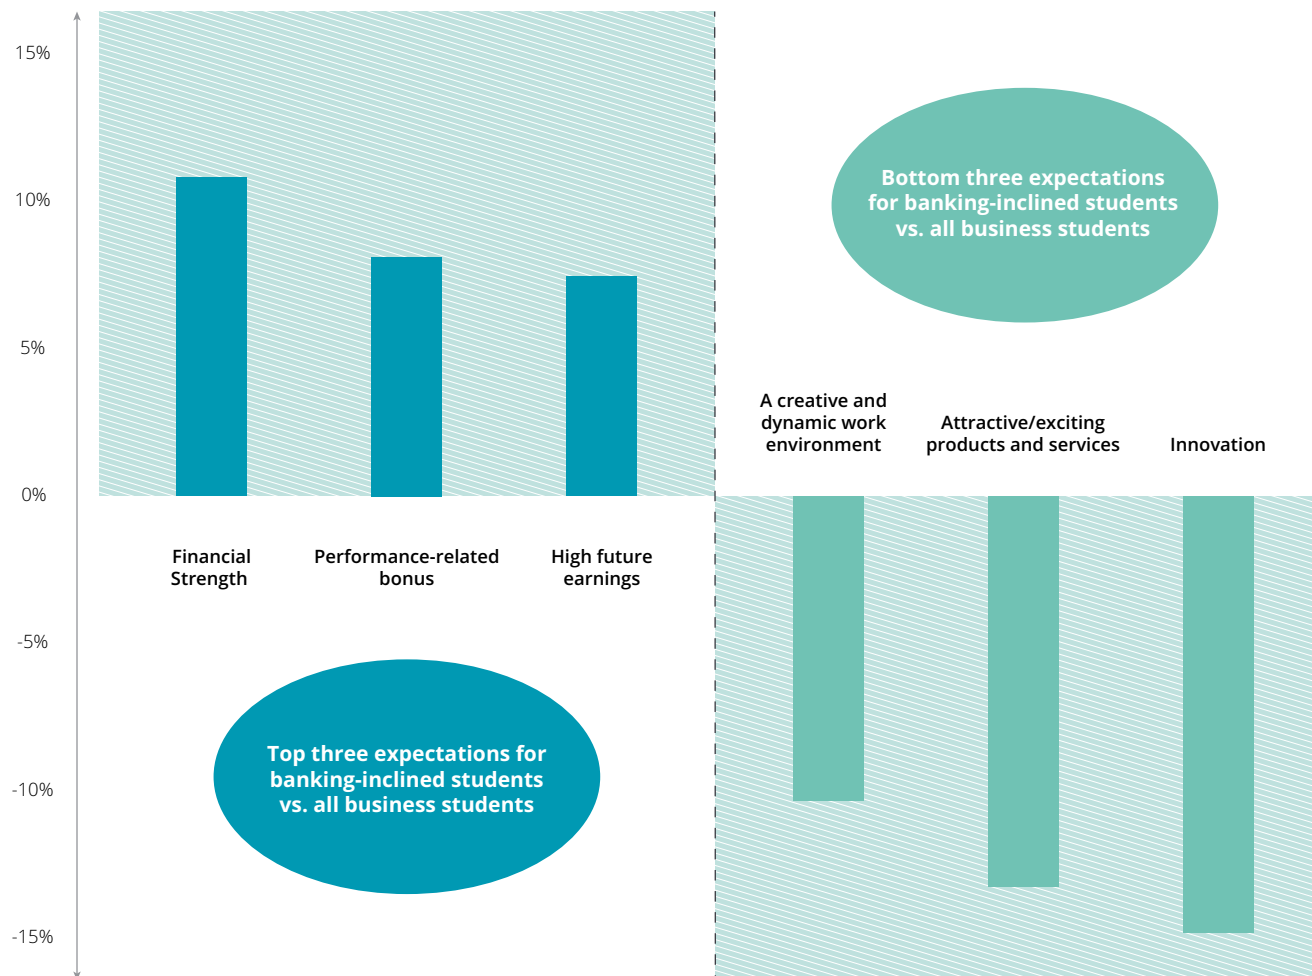 15%
10%
5%
0%
-5%
-10%
-15%
Financial
Strength
Performance-related
bonus
High future
earnings
Top three expectations for
banking-inclined students
vs. all business students
Bottom three expectations
for banking-inclined students
vs. all business students
A creative and
dynamic work
environment
Attractive/exciting
products and services
Innovation